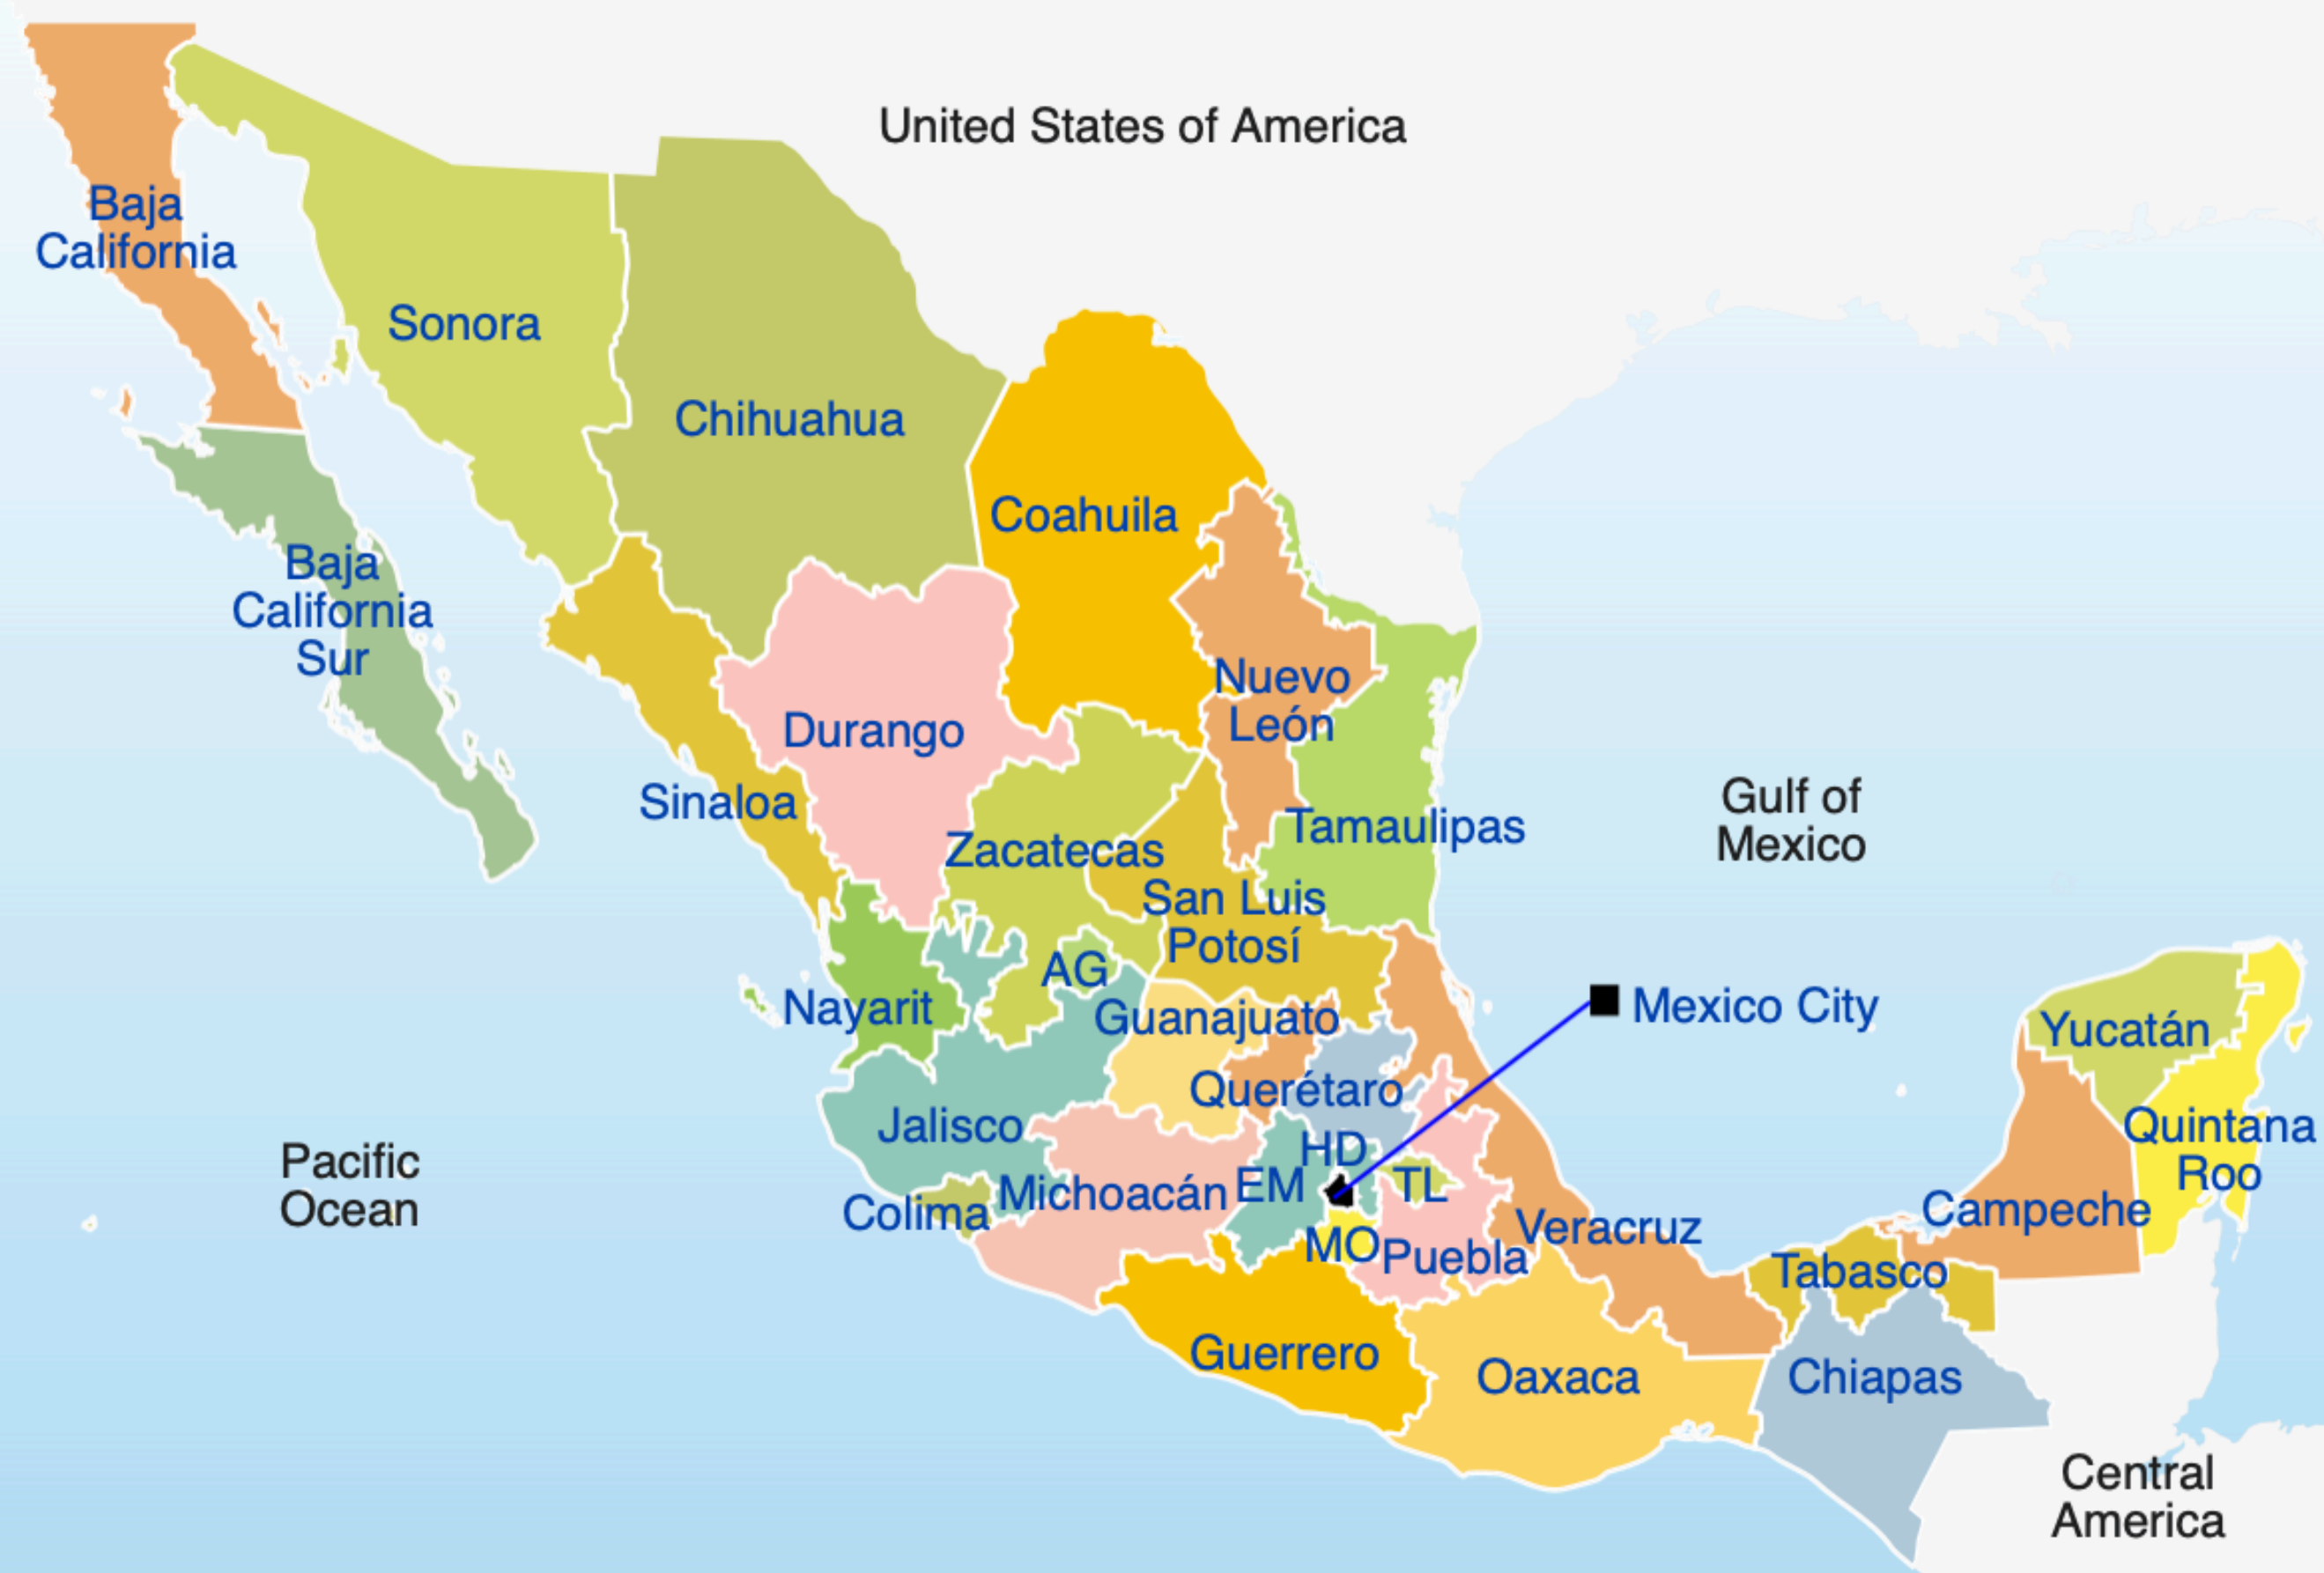 United States of America
Baja
California
Sonora
Chihuahua
Coahuila
Baja
California
Sur
Nuevo
León
Durango
Sinaloa
Gulf of
Mexico
Tamaulipas
Zacatecas
San Luis
Potosí
AG
Nayarit
Guanajuato
Mexico City
Yucatán
Querétaro
Jalisco
Quintana
Roo
HD
Pacific
Ocean
EM
TL
Michoacán
Colima
Campeche
Veracruz
MO
Puebla
Tabasco
Guerrero
Oaxaca
Chiapas
Central
America